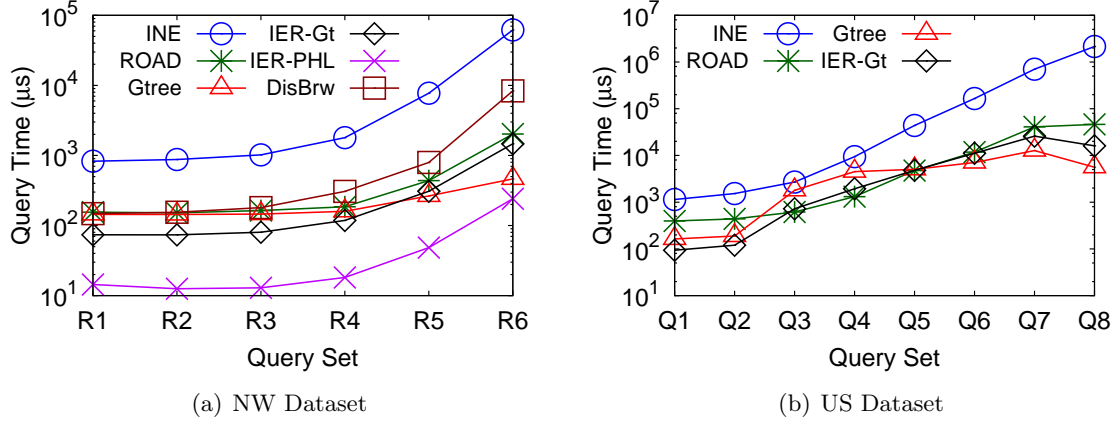 10^5
10^4
10^3
10^2
10^1
Query Time (μs)
INE
ROAD
Gtree
IER-Gt
IER-PHL
DisBrw
R1 R2 R3 R4 R5 R6
Query Set
(a) NW Dataset
10^7
10^6
10^5
10^4
10^3
10^2
10^1
Query Time (μs)
INE
ROAD
Gtree
IER-Gt
Q1 Q2 Q3 Q4 Q5 Q6 Q7 Q8
Query Set
(b) US Dataset